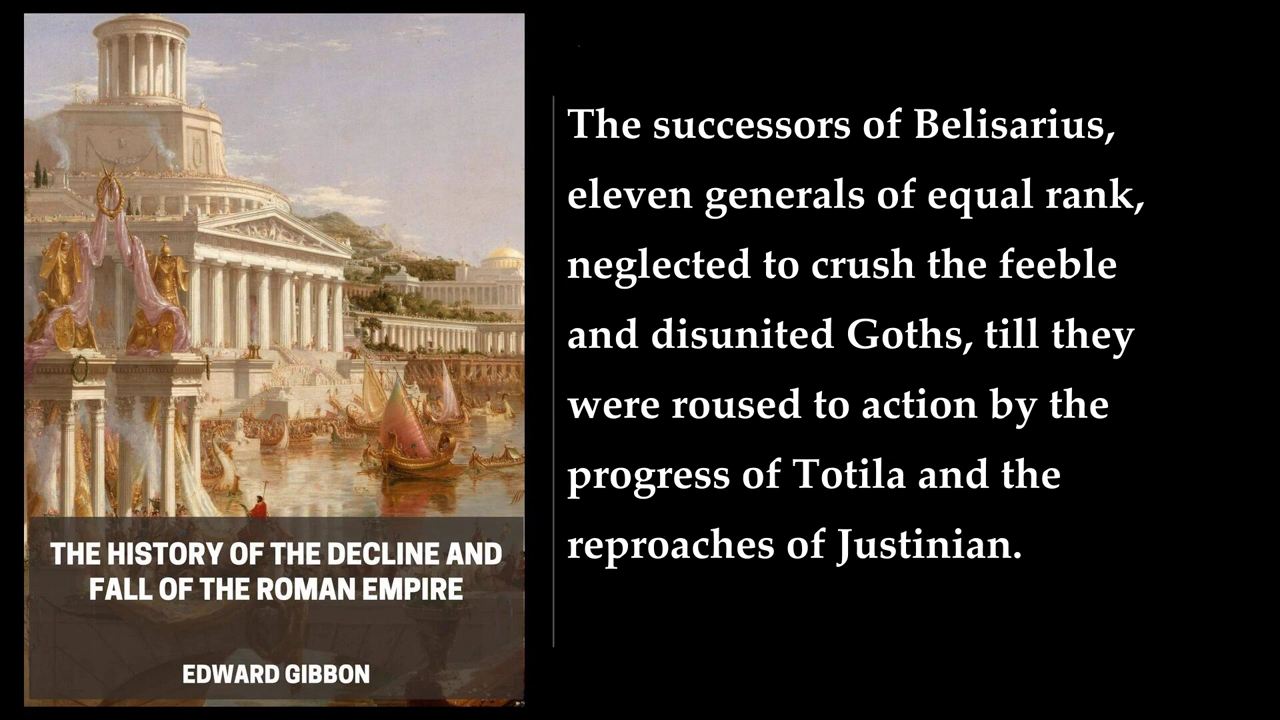 THE HISTORY OF THE DECLINE AND
FALL OF THE ROMAN EMPIRE
EDWARD GIBBON
The successors of Belisarius,
eleven generals of equal rank,
neglected to crush the feeble
and disunited Goths, till they
were roused to action by the
progress of Totila and the
reproaches of Justinian.